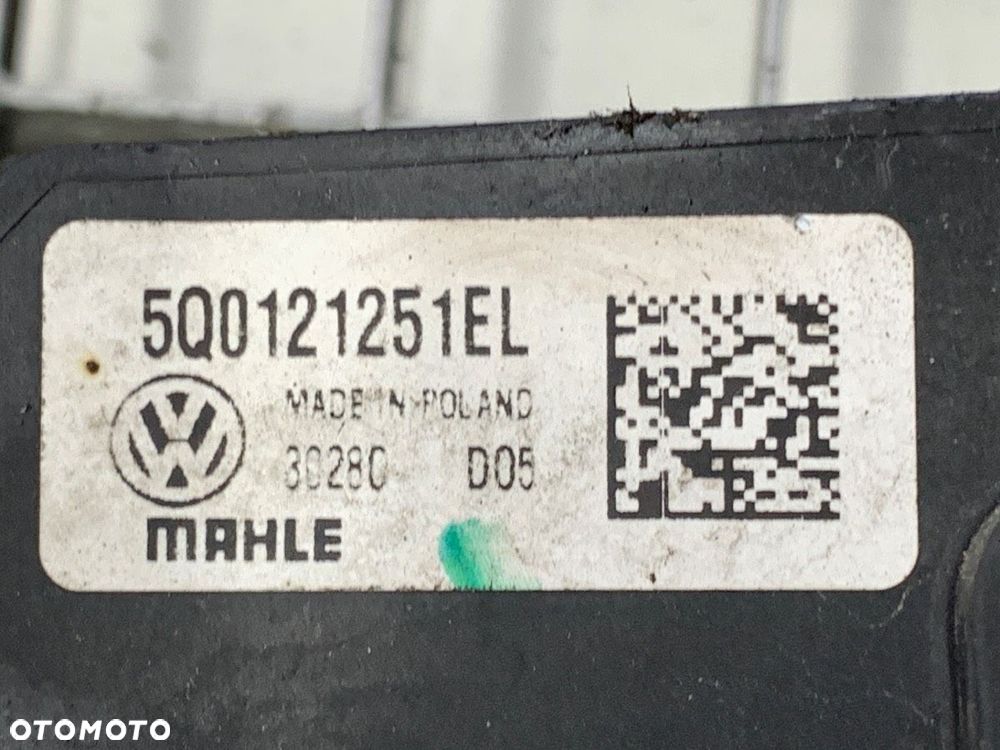 5Q0121251EL
MADE IN POLAND
30280 D05
MAHLE
OTOMOTO